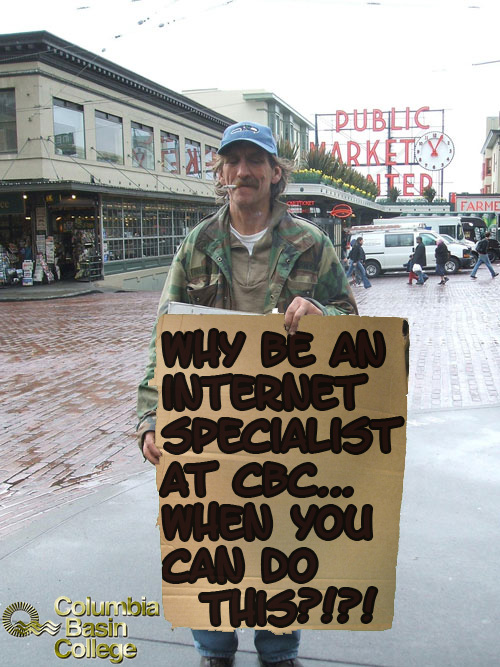 PUBLIC
MARKET
CENTER
FARME
WHY BE AN
INTERNET
SPECIALIST
AT CBC...
WHEN YOU
CAN DO
THIS?!?!
Columbia
Basin
College